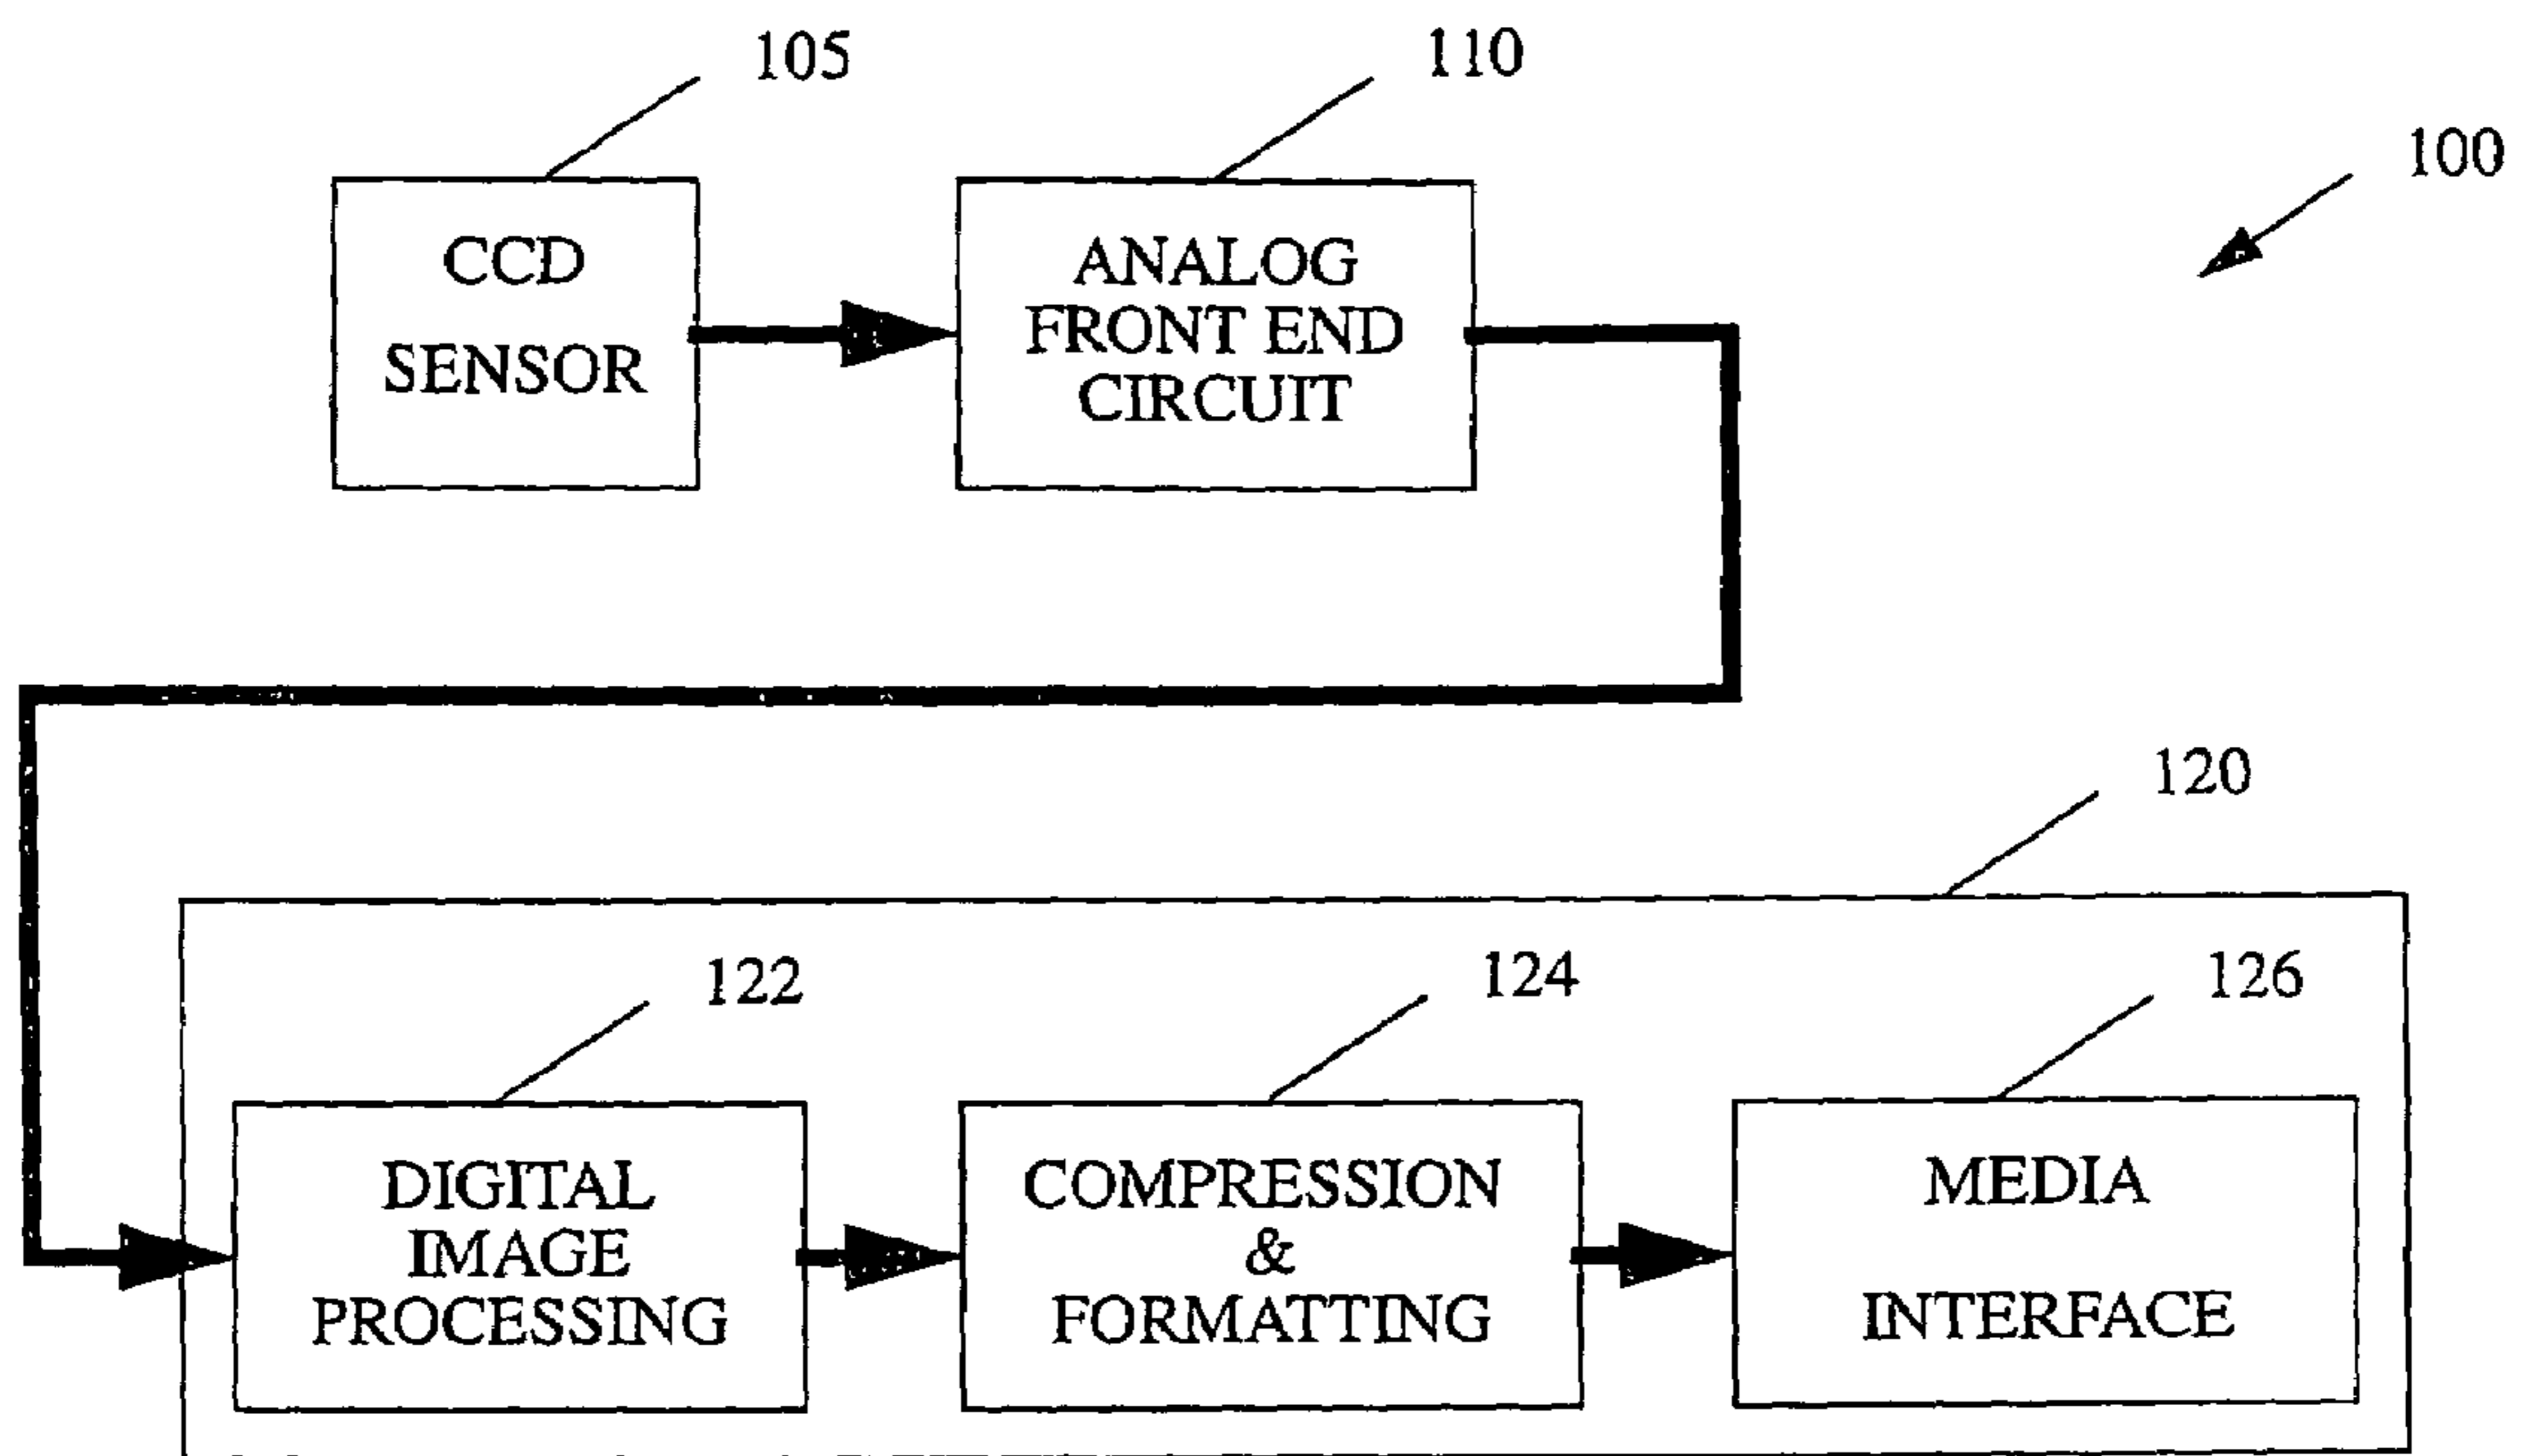 105
110
100
CCD
SENSOR
ANALOG
FRONT END
CIRCUIT
120
122
124
126
DIGITAL
IMAGE
PROCESSING
COMPRESSION
&
FORMATTING
MEDIA
INTERFACE